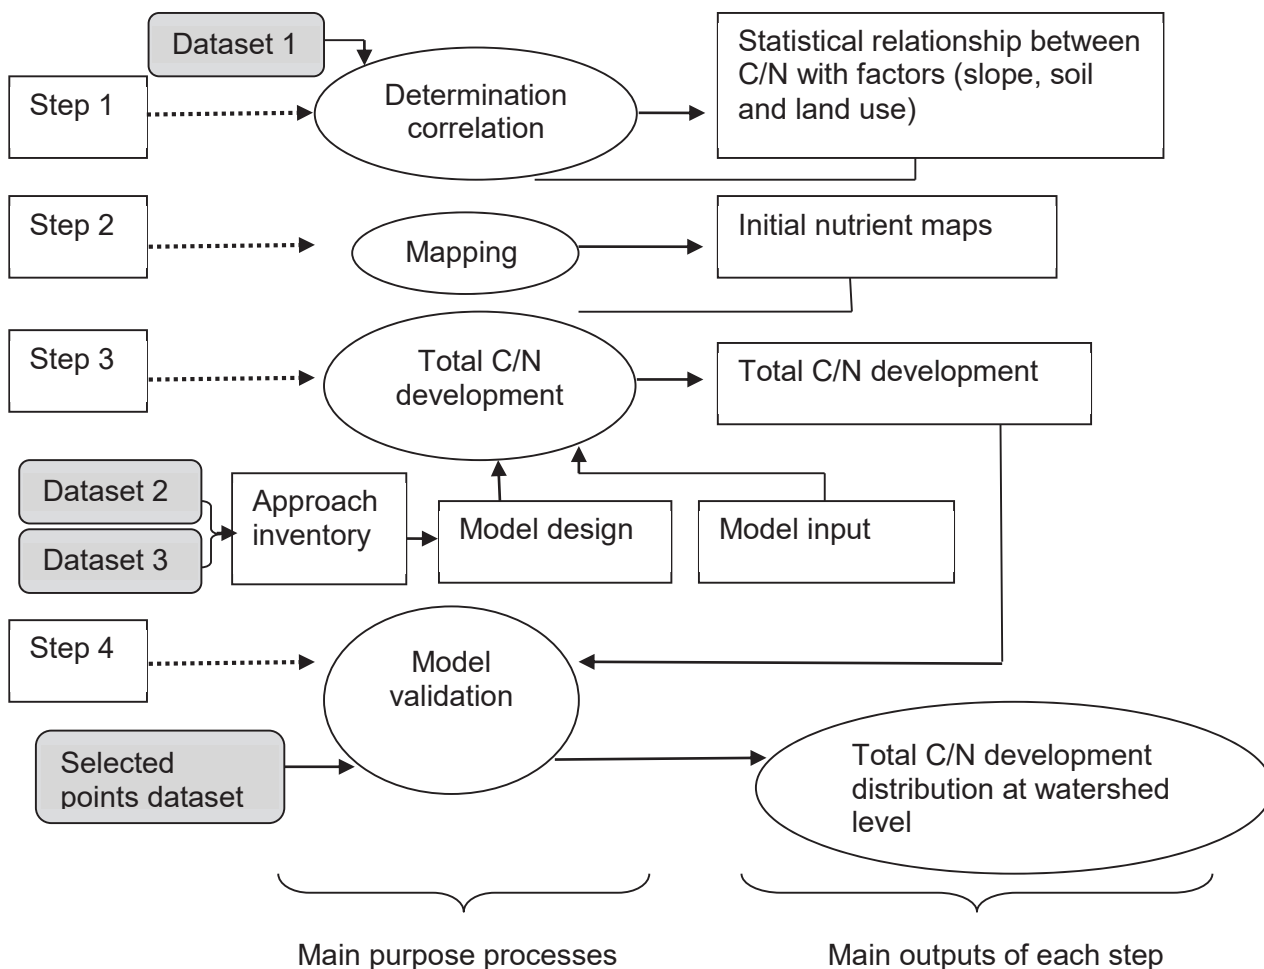 Dataset 1
Step 1
Determination
correlation
Statistical relationship between
C/N with factors (slope, soil
and land use)
Step 2
Mapping
Initial nutrient maps
Step 3
Total C/N
development
Total C/N development
Dataset 2
Dataset 3
Approach
inventory
Model design
Model input
Step 4
Model
validation
Selected
points dataset
Total C/N development
distribution at watershed
level
Main purpose processes
Main outputs of each step